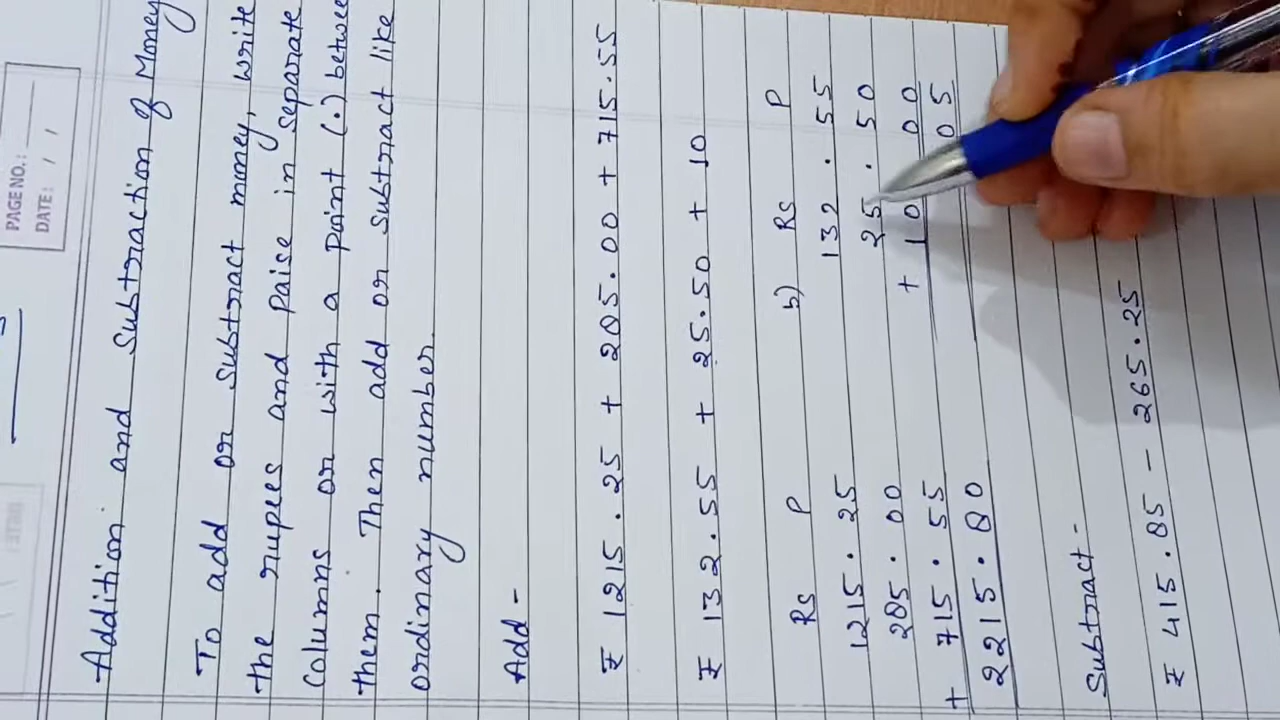 PAGE NO.:
DATE: / /
Addition and Subtraction of Money
To add or subtract money, write
the rupees and paise in separate
columns or with a point (.) betwee
them. Then add or subtract like
ordinary number.
Add -
₹ 1215.25 + 285.00 + 715.55
₹ 132.55 + 25.50 + 10
Rs P b) Rs P
1215.25 132.55
285.00 25.50
+ 715.55 + 10 00
2215.80 05
Subtract -
₹ 415.85 - 265.25